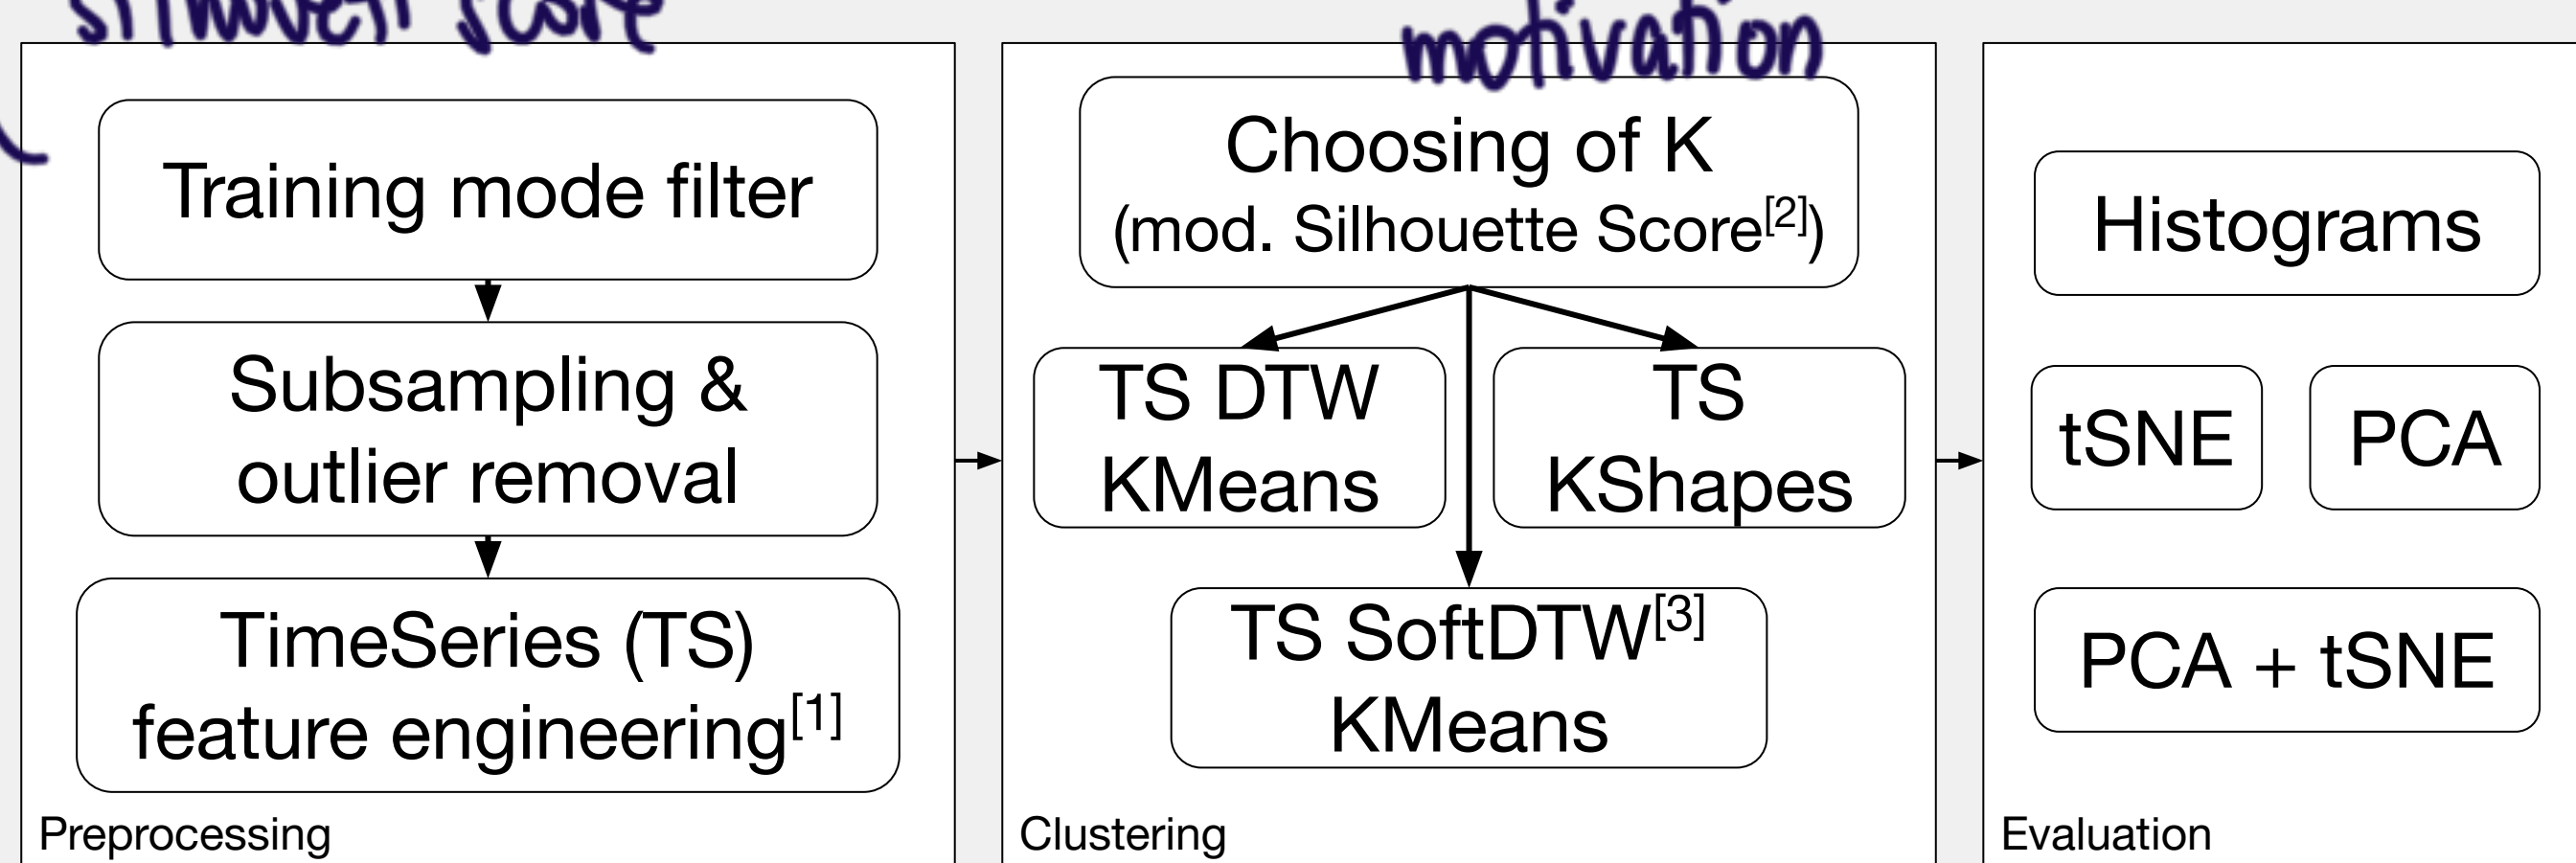 score
motivation
Training mode filter
Subsampling &
outlier removal
TimeSeries (TS)
feature engineering[1]
Preprocessing
Choosing of K
(mod. Silhouette Score[2])
TS DTW
KMeans
TS
KShapes
TS SoftDTW[3]
KMeans
Clustering
Histograms
tSNE
PCA
PCA + tSNE
Evaluation